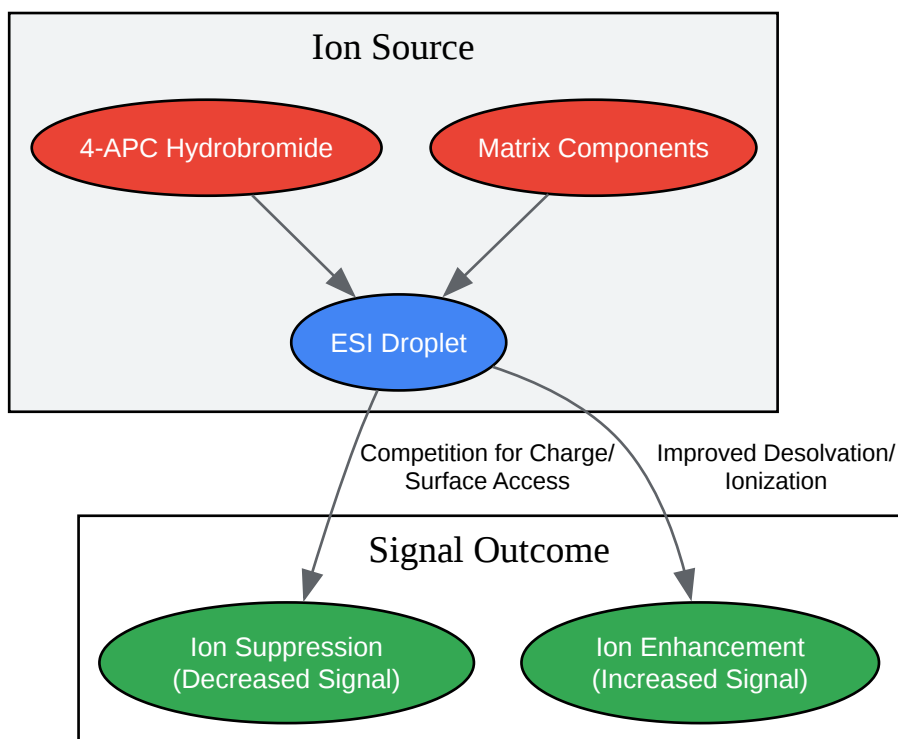 Ion Source
4-APC Hydrobromide
Matrix Components
ESI Droplet
Competition for Charge/
Surface Access
Improved Desolvation/
Ionization
Signal Outcome
Ion Suppression
(Decreased Signal)
Ion Enhancement
(Increased Signal)